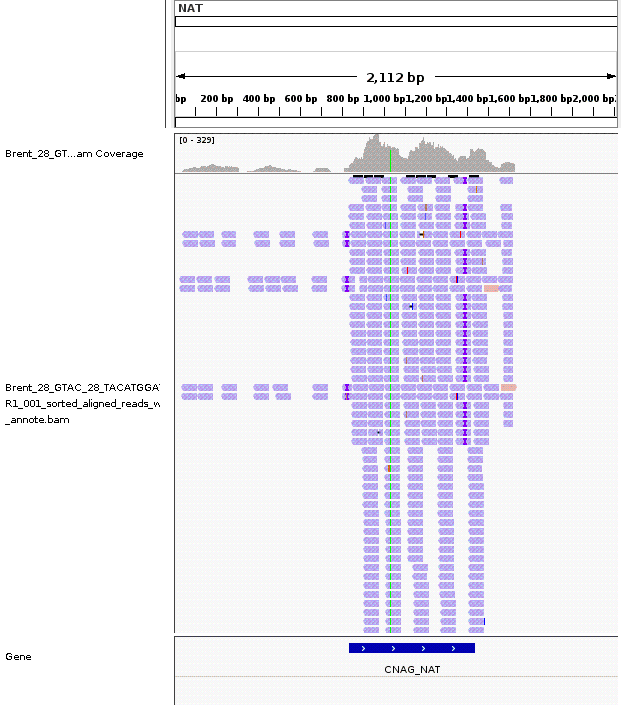 NAT
2,112 bp
bp 200 bp 400 bp 600 bp 800 bp 1,000 bp 1,200 bp 1,400 bp 1,600 bp 1,800 bp 2,000 bp
[0 - 329]
Brent_28_GT...am Coverage
Brent_28_GTAC_28_TACATGGA
R1_001_sorted_aligned_reads_w
_annote.bam
Gene
CNAG_NAT